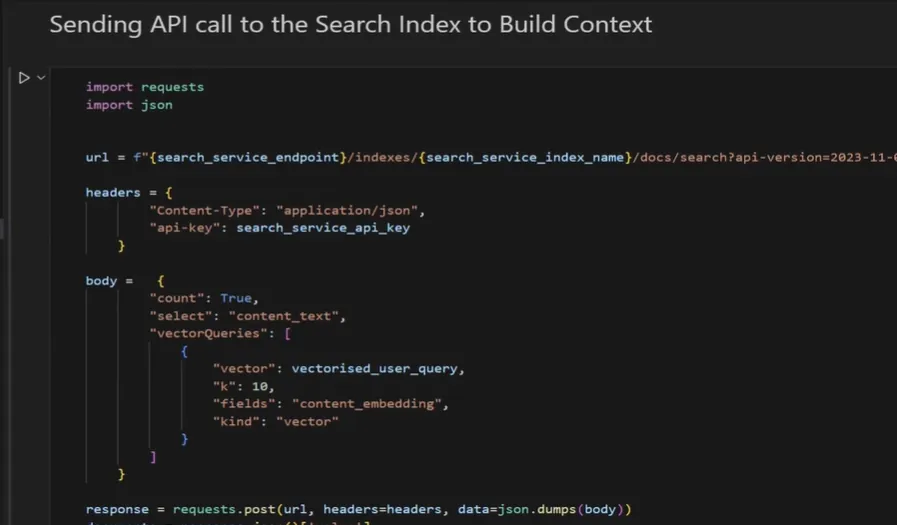 Sending API call to the Search Index to Build Context
import requests
import json
url = f"{search_service_endpoint}/indexes/{search_service_index_name}/docs/search?api-version=2023-11-0
headers = {
"Content-Type": "application/json",
"api-key": search_service_api_key
}
body =   {
"count": True,
"select": "content_text",
"vectorQueries": [
{
"vector": vectorised_user_query,
"k": 10,
"fields": "content_embedding",
"kind": "vector"
}
]
}
response = requests.post(url, headers=headers, data=json.dumps(body))